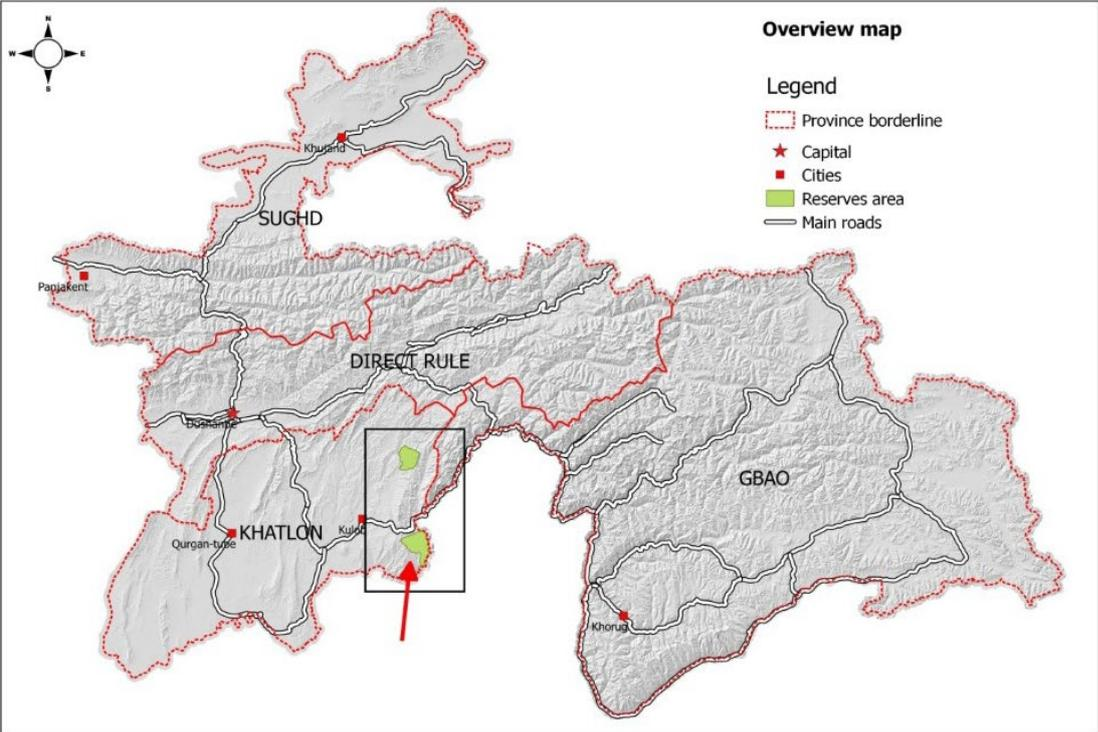 N
W E
S
Overview map
Legend
Province borderline
Capital
Cities
Reserves area
Main roads
Khujand
SUGHD
Panjakent
DIRECT RULE
Dushanbe
GBAO
Kulob
KHATLON
Qurgan-tube
Khorug